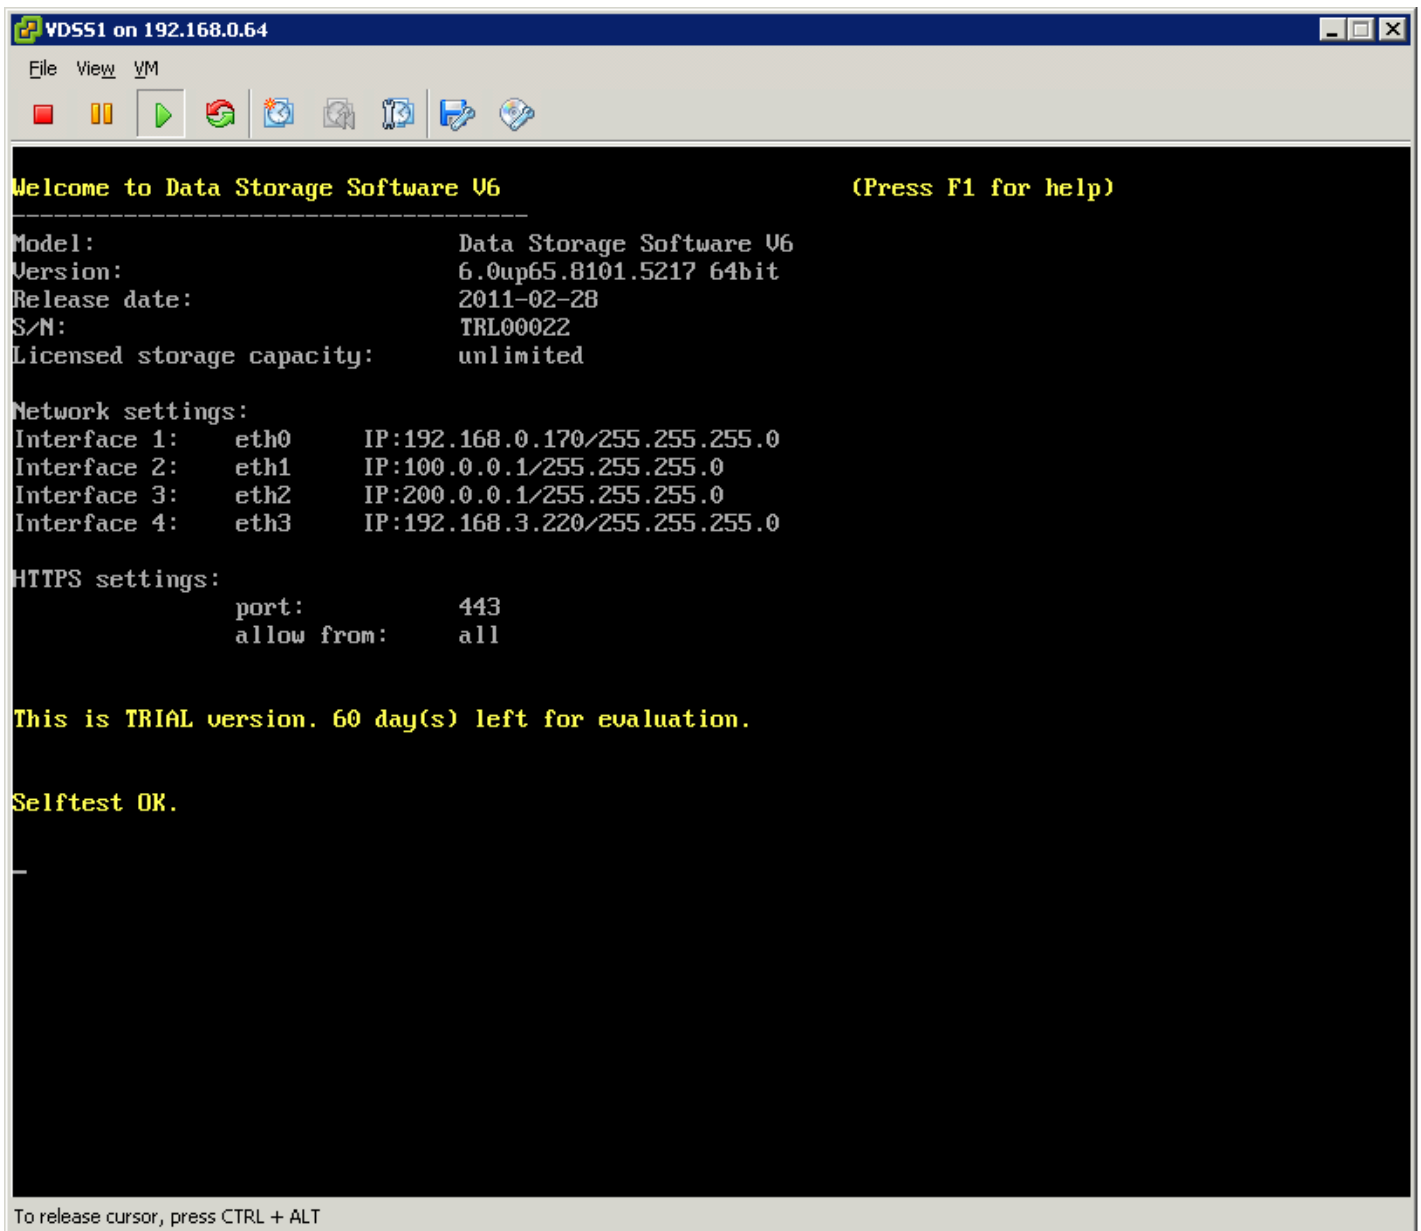 VDSS1 on 192.168.0.64
File View VM
Welcome to Data Storage Software V6 (Press F1 for help)
-------------------------------------
Model: Data Storage Software V6
Version: 6.0up65.8101.5217 64bit
Release date: 2011-02-28
S/N: TRL00022
Licensed storage capacity: unlimited
Network settings:
Interface 1: eth0 IP:192.168.0.170/255.255.255.0
Interface 2: eth1 IP:100.0.0.1/255.255.255.0
Interface 3: eth2 IP:200.0.0.1/255.255.255.0
Interface 4: eth3 IP:192.168.3.220/255.255.255.0
HTTPS settings:
port: 443
allow from: all
This is TRIAL version. 60 day(s) left for evaluation.
Selftest OK.
To release cursor, press CTRL + ALT